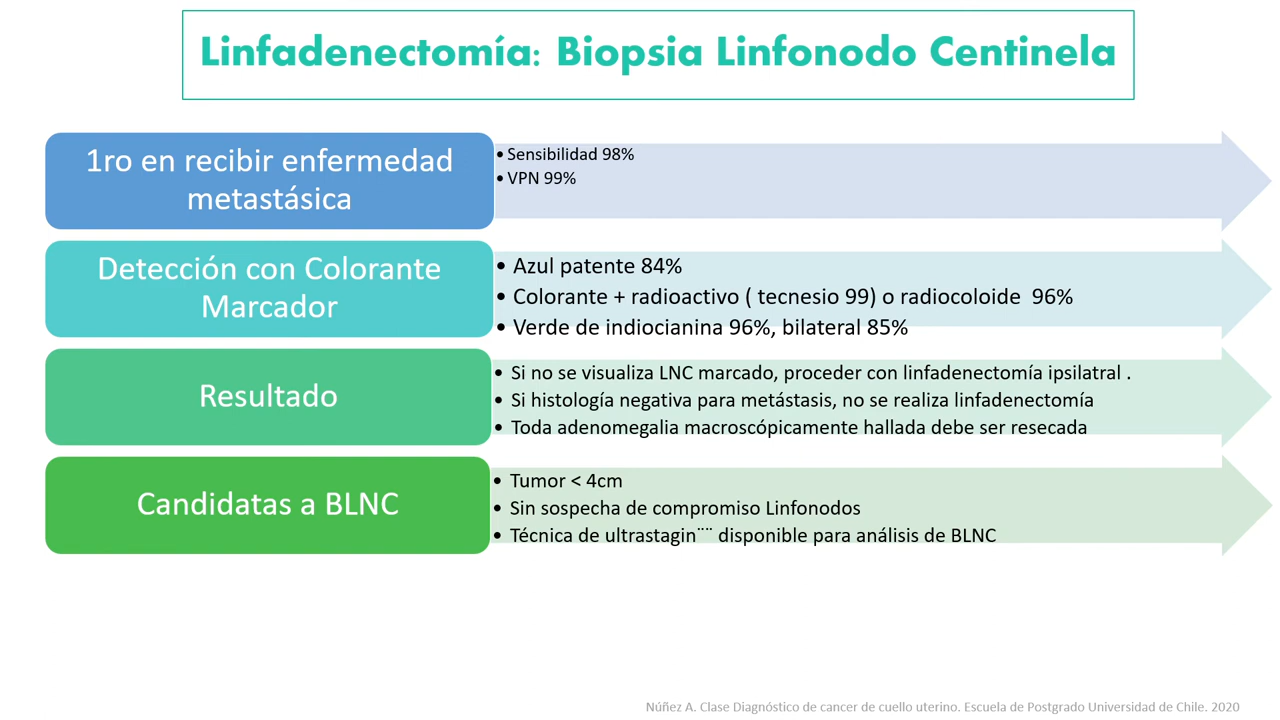 Linfadenectomía: Biopsia Linfonodo Centinela
1ro en recibir enfermedad
metastásica
• Sensibilidad 98%
• VPN 99%
Detección con Colorante
Marcador
• Azul patente 84%
• Colorante + radioactivo ( tecnesio 99) o radiocoloide 96%
• Verde de indiocianina 96%, bilateral 85%
Resultado
• Si no se visualiza LNC marcado, proceder con linfadenectomía ipsilatral .
• Si histología negativa para metástasis, no se realiza linfadenectomía
• Toda adenomegalia macroscópicamente hallada debe ser resecada
Candidatas a BLNC
• Tumor < 4cm
• Sin sospecha de compromiso Linfonodos
• Técnica de ultrastagin¨¨ disponible para análisis de BLNC
Núñez A. Clase Diagnóstico de cancer de cuello uterino. Escuela de Postgrado Universidad de Chile. 2020